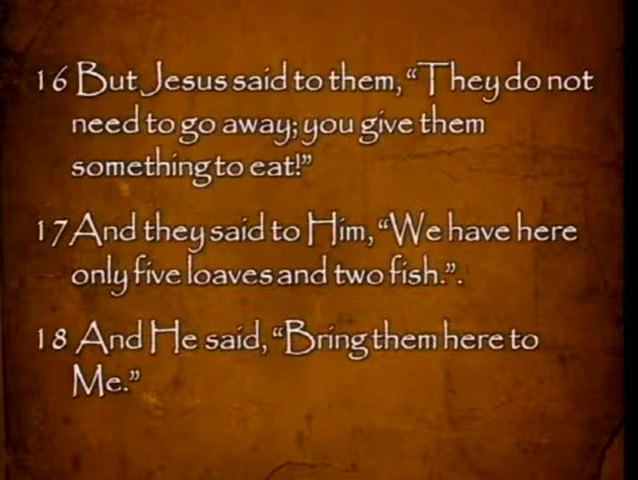 16 But Jesus said to them, “They do not
need to go away; you give them
something to eat!”
17 And they said to Him, “We have here
only five loaves and two fish.”.
18 And He said, “Bring them here to
Me.”